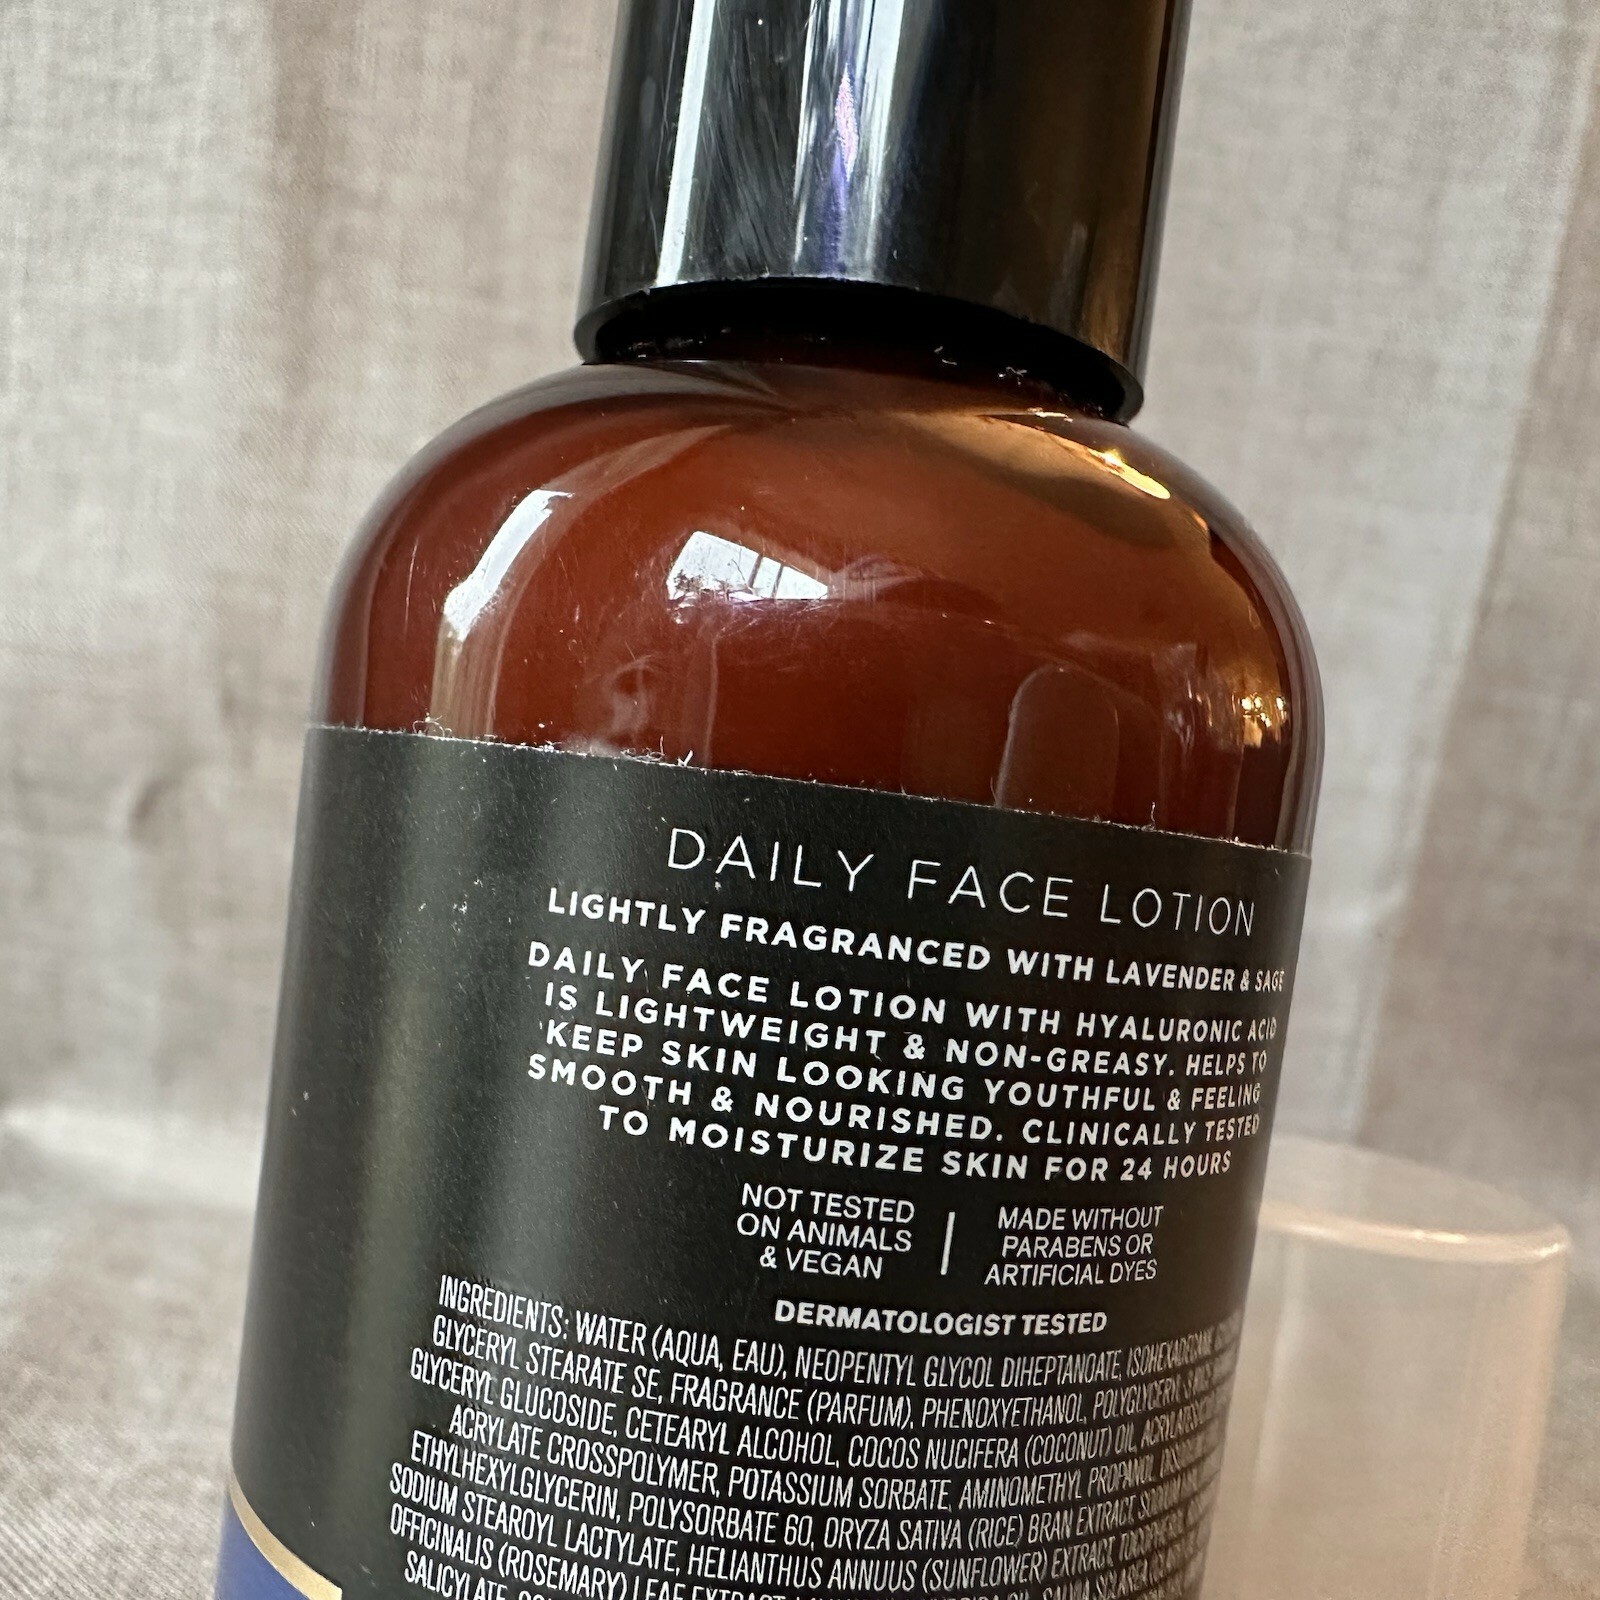 DAILY FACE LOTION
LIGHTLY FRAGRANCED WITH LAVENDER & SAGE
DAILY FACE LOTION WITH HYALURONIC ACID
IS LIGHTWEIGHT & NON-GREASY. HELPS TO
KEEP SKIN LOOKING YOUTHFUL & FEELING
SMOOTH & NOURISHED. CLINICALLY TESTED
TO MOISTURIZE SKIN FOR 24 HOURS
NOT TESTED
ON ANIMALS
& VEGAN
MADE WITHOUT
PARABENS OR
ARTIFICIAL DYES
DERMATOLOGIST TESTED
INGREDIENTS: WATER (AQUA, EAU), NEOPENTYL GLYCOL DIHEPTANOATE, ISOHEXADECANE,
GLYCERYL STEARATE SE, FRAGRANCE (PARFUM), PHENOXYETHANOL, POLYGLYCERYL
GLYCERYL GLUCOSIDE, CETEARYL ALCOHOL, COCOS NUCIFERA (COCONUT) OIL,
ACRYLATE CROSSPOLYMER, POTASSIUM SORBATE, AMINOMETHYL PROPANOL,
ETHYLHEXYLGLYCERIN, POLYSORBATE 60, ORYZA SATIVA (RICE) BRAN EXTRACT, SODIUM
SODIUM STEAROYL LACTYLATE, HELIANTHUS ANNUUS (SUNFLOWER) EXTRACT,
OFFICINALIS (ROSEMARY) LEAF EXTRACT,
SALICYLATE,